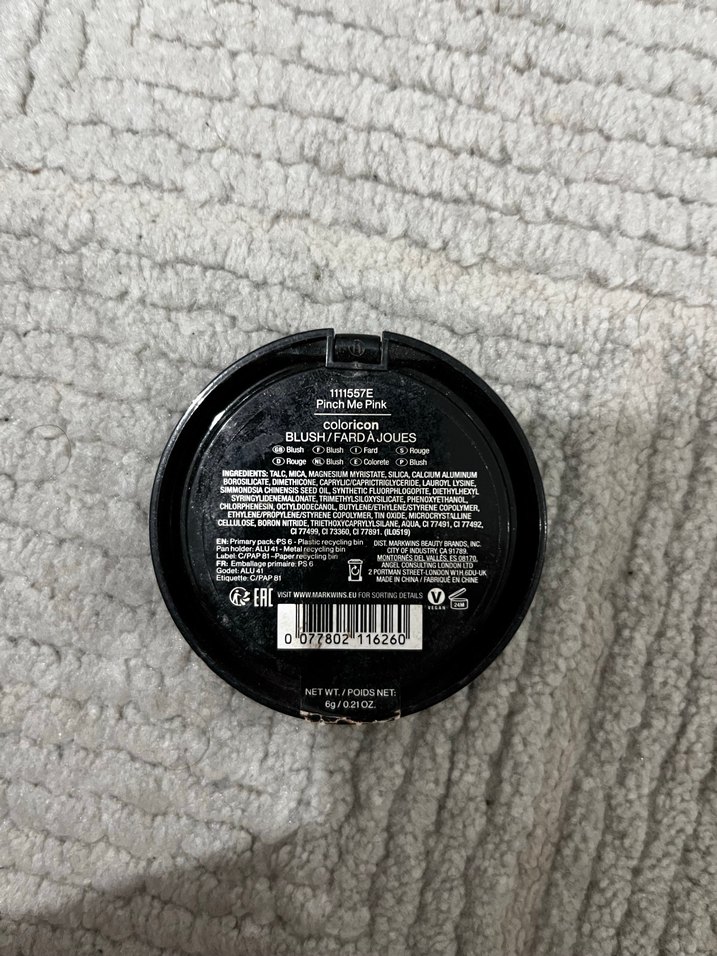 1111557E
Pinch Me Pink
coloricon
BLUSH/FARD À JOUES
GB Blush F Blush I Fard S Rouge
D Rouge NL Blush E Colorete P Blush
INGREDIENTS: TALC, MICA, MAGNESIUM MYRISTATE, SILICA, CALCIUM ALUMINUM
BOROSILICATE, DIMETHICONE, CAPRYLIC/CAPRICTRIGLYCERIDE, LAUROYL LYSINE,
SIMMONDSIA CHINENSIS SEED OIL, SYNTHETIC FLUORPHLOGOPITE, DIETHYLHEXYL
SYRINGYLIDENEMALONATE, TRIMETHYLSILOXYSILICATE, PHENOXYETHANOL,
CHLORPHENESIN, OCTYLDODECANOL, BUTYLENE/ETHYLENE/STYRENE COPOLYMER,
ETHYLENE/PROPYLENE/STYRENE COPOLYMER, TIN OXIDE, MICROCRYSTALLINE
CELLULOSE, BORON NITRIDE, TRIETHOXYCAPRYLYLSILANE, AQUA, CI 77491, CI 77492,
CI 77499, CI 73360, CI 77891. (IL0519)
EN: Primary pack: PS 6 - Plastic recycling bin
Pan holder: ALU 41 - Metal recycling bin
Label: C/PAP 81 - Paper recycling bin
FR: Emballage primaire: PS 6
Godet: ALU 41
Etiquette: C/PAP 81
DIST. MARKWINS BEAUTY BRANDS, INC.
CITY OF INDUSTRY, CA 91789.
MONTORNÉS DEL VALLÉS, ES 08170.
ANGEL CONSULTING LONDON LTD
2 PORTMAN STREET-LONDON W1H,6DU-UK
MADE IN CHINA / FABRIQUÉ EN CHINE
EAC VISIT WWW.MARKWINS.EU FOR SORTING DETAILS
V
VEGAN
24M
0 077802 116260
NET WT. / POIDS NET:
6g / 0.21 OZ.